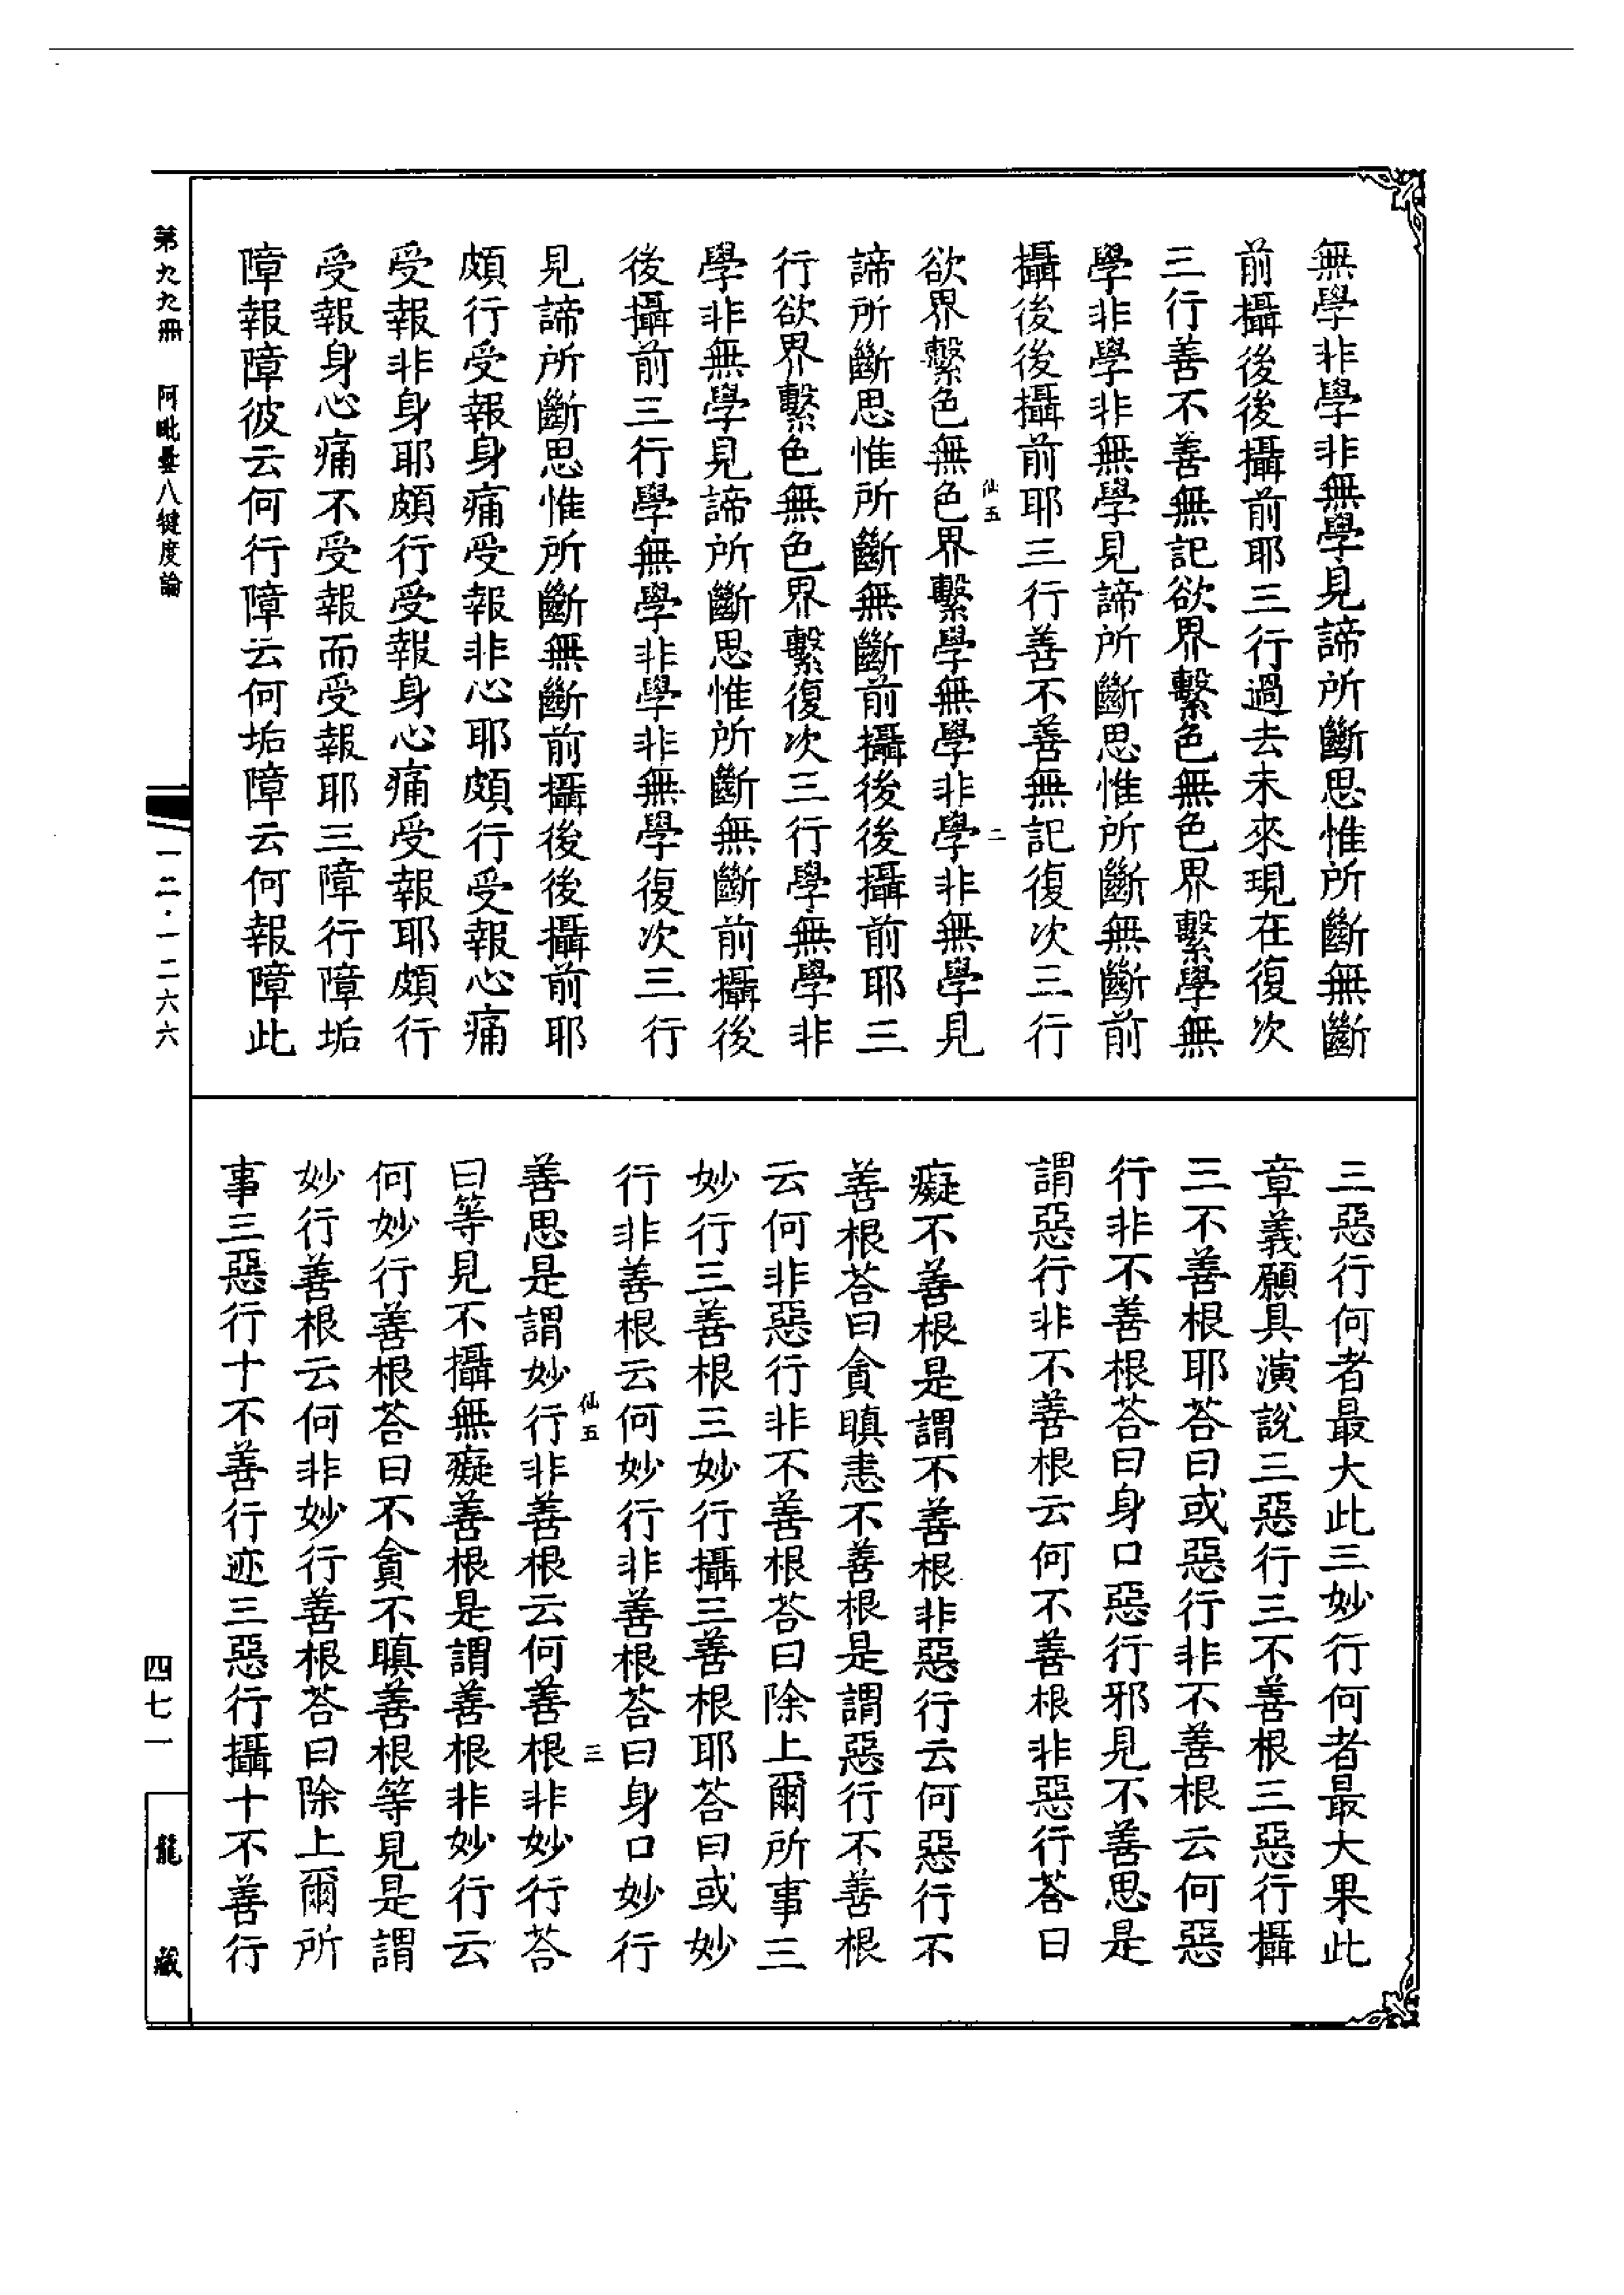 無學非學非無學見諦所斷思惟所斷無斷
前攝後後攝前耶三行過去未來現在復次
三行善不善無記欲界繫色無色界繫學無
學非學非無學見諦所斷思惟所斷無斷前
攝後後攝前耶三行善不善無記復次三行
仙五
二
欲界繫色無色界繫學無學非學非無學見
諦所斷思惟所斷無斷前攝後後攝前耶三
行欲界繫色無色界繫復次三行學無學非
學非無學見諦所斷思惟所斷無斷前攝後
後攝前三行學無學非學非無學復次三行
見諦所斷思惟所斷無斷前攝後後攝前耶
頗行受報身痛受報非心耶頗行受報心痛
受報非身耶頗行受報身心痛受報耶頗行
受報身心痛不受報而受報耶三障行障垢
障報障彼云何行障云何垢障云何報障此
三惡行何者最大此三妙行何者最大果此
章義願具演說三惡行三不善根三惡行攝
三不善根耶荅曰或惡行非不善根云何惡
行非不善根荅曰身口惡行邪見不善思是
謂惡行非不善根云何不善根非惡行荅曰
癡不善根是謂不善根非惡行云何惡行不
善根荅曰貪瞋恚不善根是謂惡行不善根
云何非惡行非不善根荅曰除上爾所事三
妙行三善根三妙行攝三善根耶荅曰或妙
行非善根云何妙行非善根荅曰身口妙行
仙五
三
善思是謂妙行非善根云何善根非妙行荅
曰等見不攝無癡善根是謂善根非妙行云
何妙行善根荅曰不貪不瞋善根等見是謂
妙行善根云何非妙行善根荅曰除上爾所
事三惡行十不善行迹三惡行攝十不善行
第九九冊 阿毗曇八犍度論
一二·一二六六
四七一
龍藏